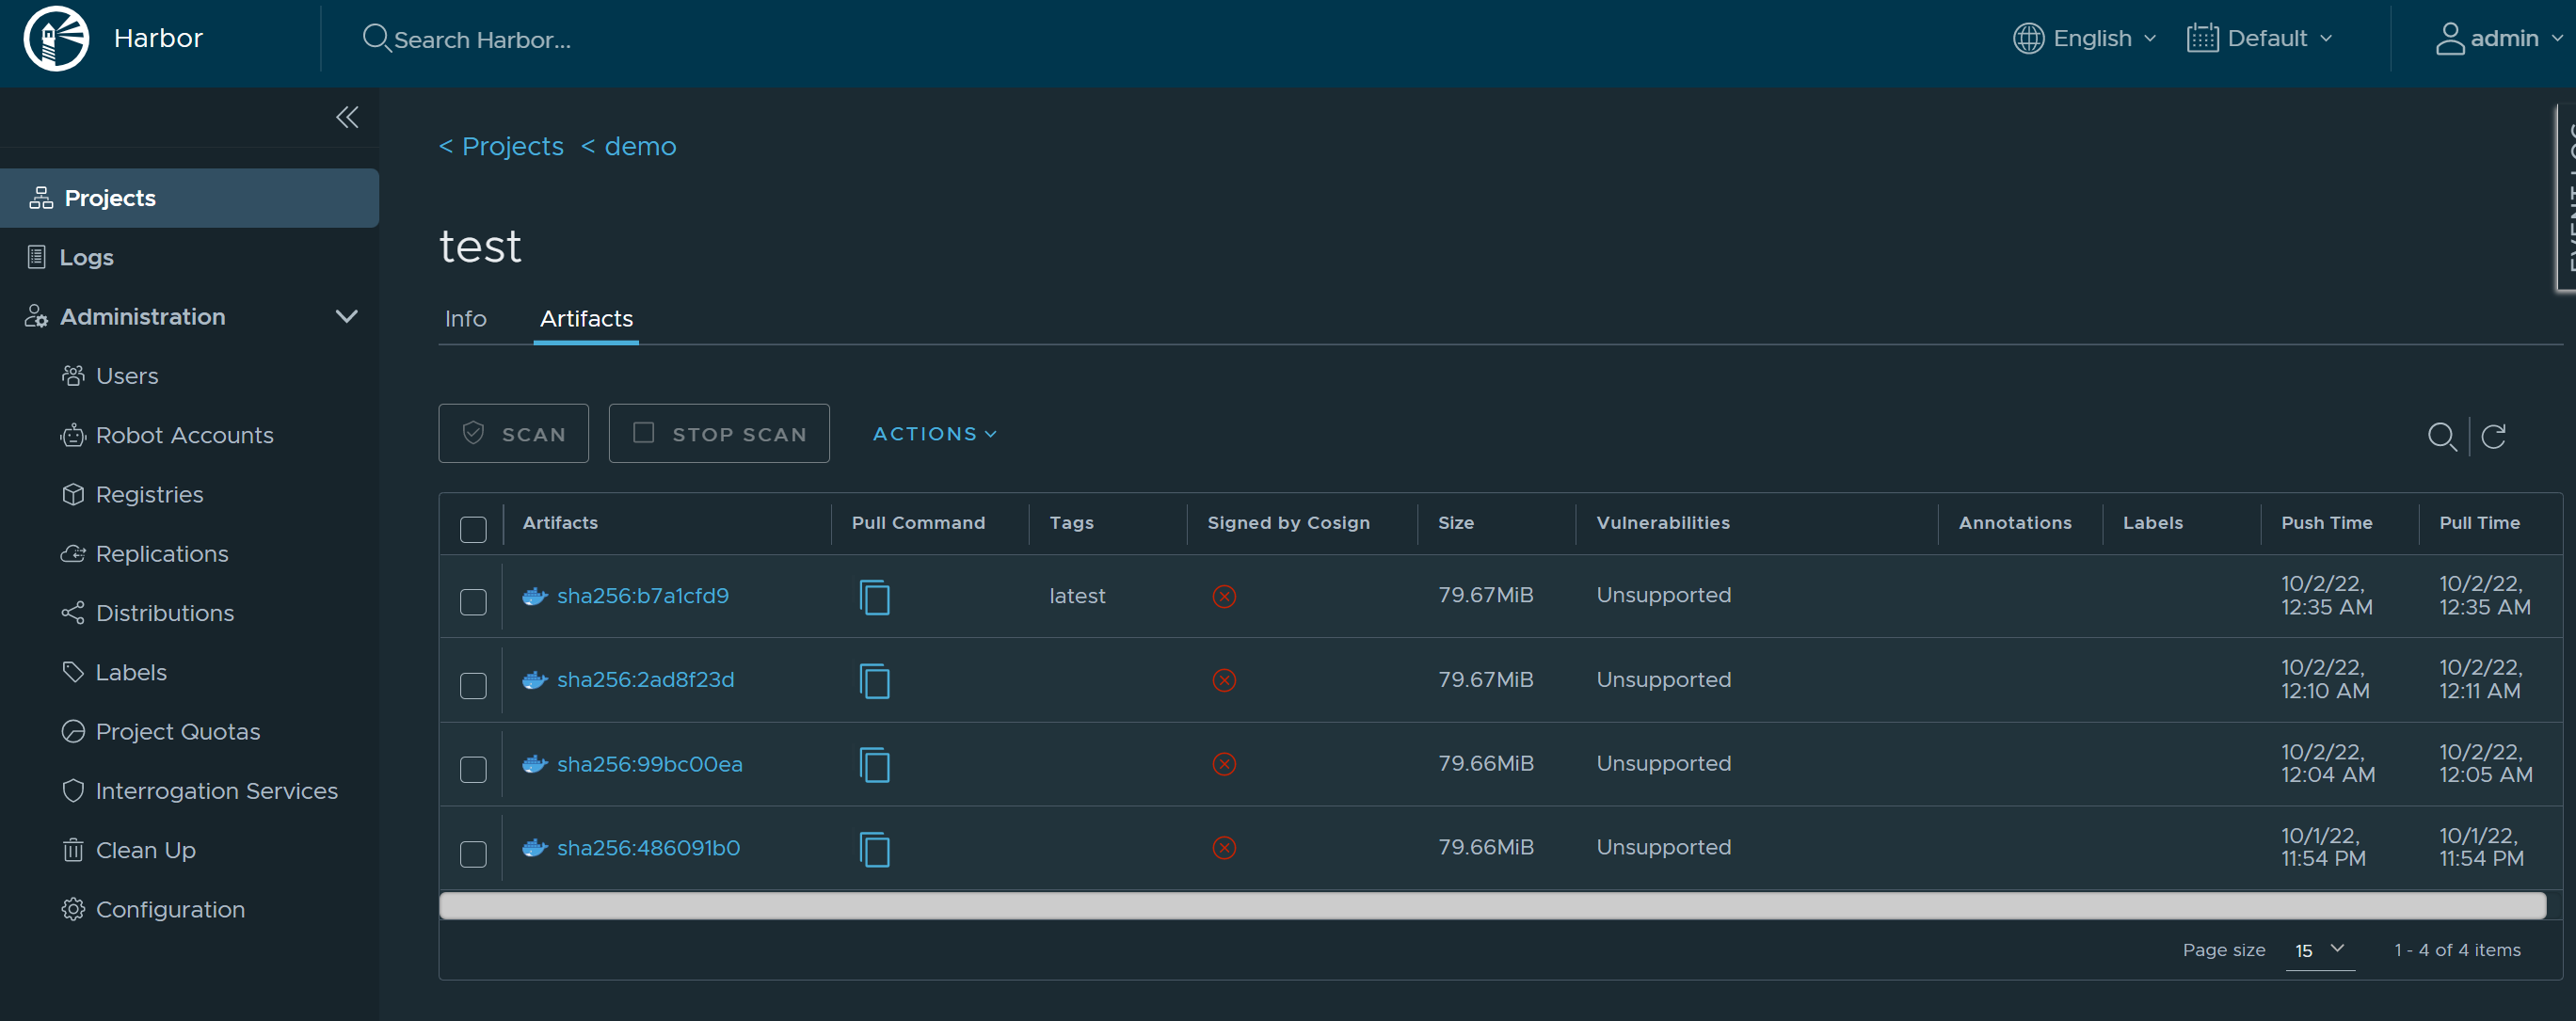 Harbor
Search Harbor...
English
Default
admin
EVENT LOG
< Projects < demo
Projects
Logs
Administration
Users
Robot Accounts
Registries
Replications
Distributions
Labels
Project Quotas
Interrogation Services
Clean Up
Configuration
test
Info Artifacts
SCAN STOP SCAN ACTIONS
Artifacts Pull Command Tags Signed by Cosign Size Vulnerabilities Annotations Labels Push Time Pull Time
sha256:b7a1cfd9 latest 79.67MiB Unsupported 10/2/22, 12:35 AM 10/2/22, 12:35 AM
sha256:2ad8f23d 79.67MiB Unsupported 10/2/22, 12:10 AM 10/2/22, 12:11 AM
sha256:99bc00ea 79.66MiB Unsupported 10/2/22, 12:04 AM 10/2/22, 12:05 AM
sha256:486091b0 79.66MiB Unsupported 10/1/22, 11:54 PM 10/1/22, 11:54 PM
Page size 15 1 - 4 of 4 items